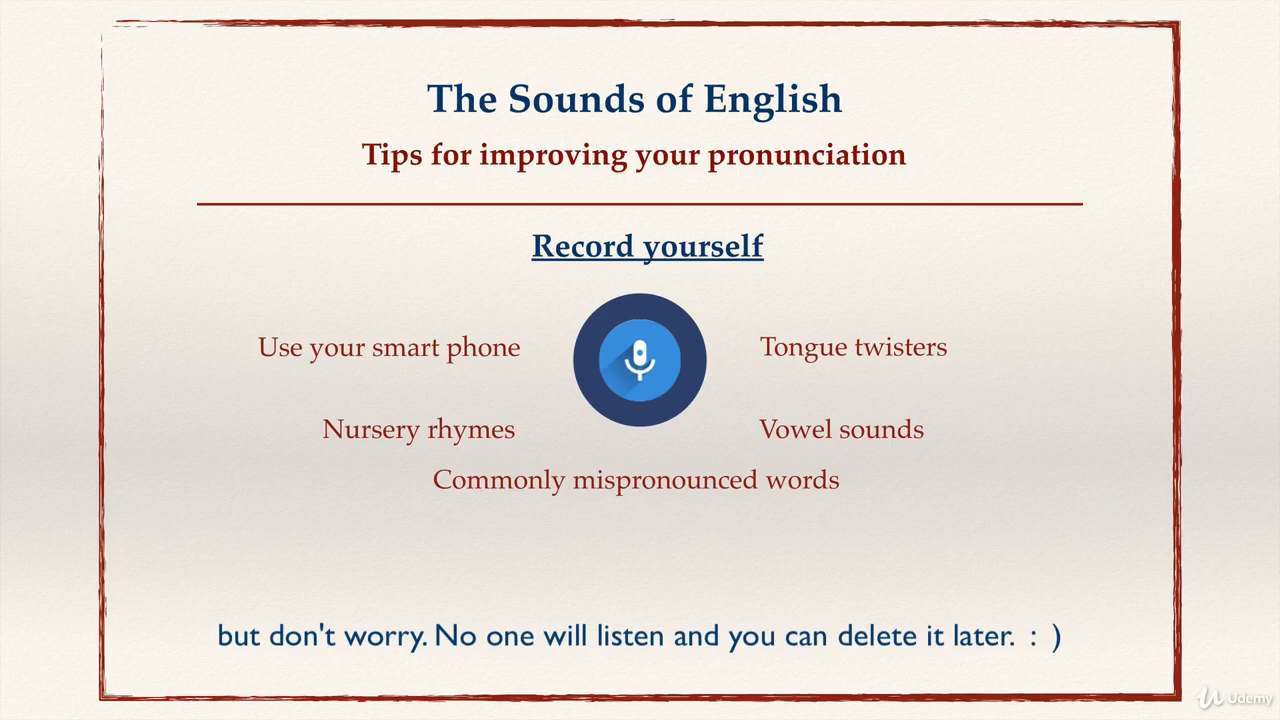 The Sounds of English
Tips for improving your pronunciation
Record yourself
Use your smart phone
Tongue twisters
Nursery rhymes
Vowel sounds
Commonly mispronounced words
but don't worry. No one will listen and you can delete it later.  :  )
Udemy